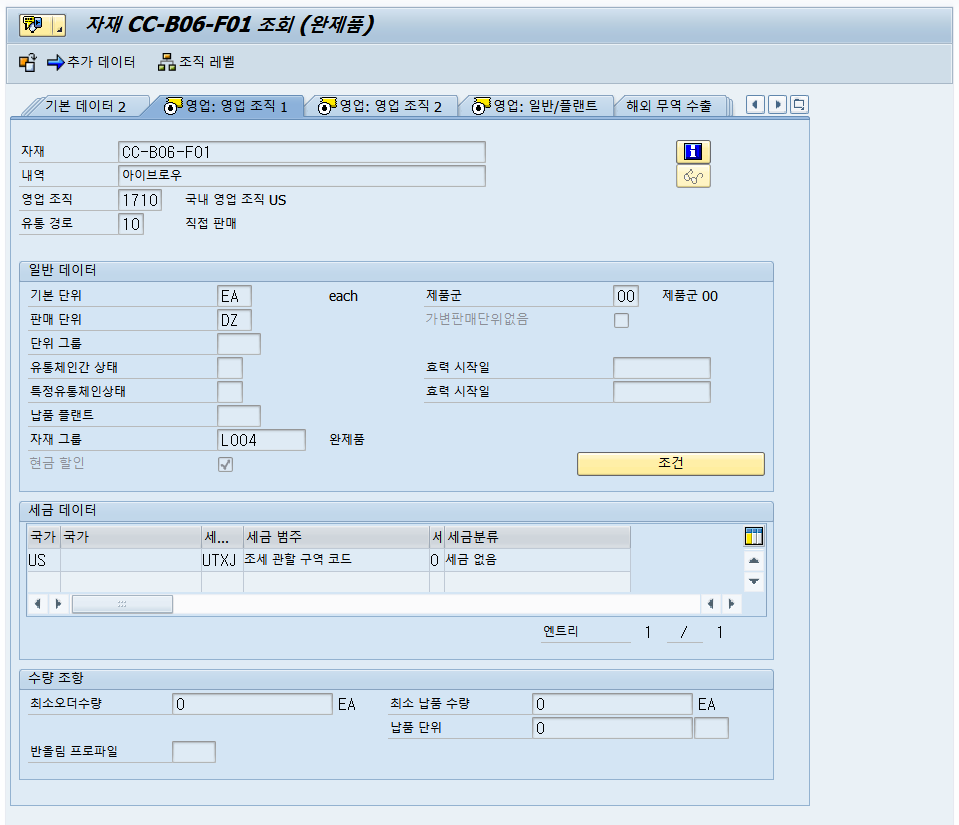 자재 CC-B06-F01 조회 (완제품)
추가 데이터 조직 레벨
기본 데이터 2 영업: 영업 조직 1 영업: 영업 조직 2 영업: 일반/플랜트 해외 무역 수출
자재 CC-B06-F01
내역 아이브로우
영업 조직 1710 국내 영업 조직 US
유통 경로 10 직접 판매
일반 데이터
기본 단위 EA each 제품군 00 제품군 00
판매 단위 DZ 가변판매단위없음
단위 그룹
유통체인간 상태 효력 시작일
특정유통체인상태 효력 시작일
납품 플랜트
자재 그룹 L004 완제품
현금 할인 조건
세금 데이터
국가 국가 세... 세금 범주 세 세금분류
US UTXJ 조세 관할 구역 코드 0 세금 없음
엔트리 1 / 1
수량 조항
최소오더수량 0 EA 최소 납품 수량 0 EA
납품 단위 0
반올림 프로파일